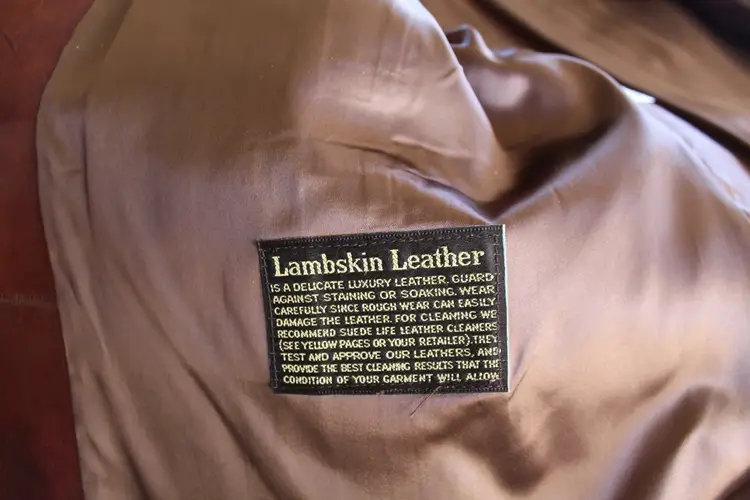 Lambskin Leather
IS A DELICATE LUXURY LEATHER. GUARD
AGAINST STAINING OR SOAKING. WEAR
CAREFULLY SINCE ROUGH WEAR CAN EASILY
DAMAGE THE LEATHER. FOR CLEANING WE
RECOMMEND SUEDE LIFE LEATHER CLEANERS
(SEE YELLOW PAGES OR YOUR RETAILER). THEY
TEST AND APPROVE OUR LEATHERS, AND
PROVIDE THE BEST CLEANING RESULTS THAT THE
CONDITION OF YOUR GARMENT WILL ALLOW